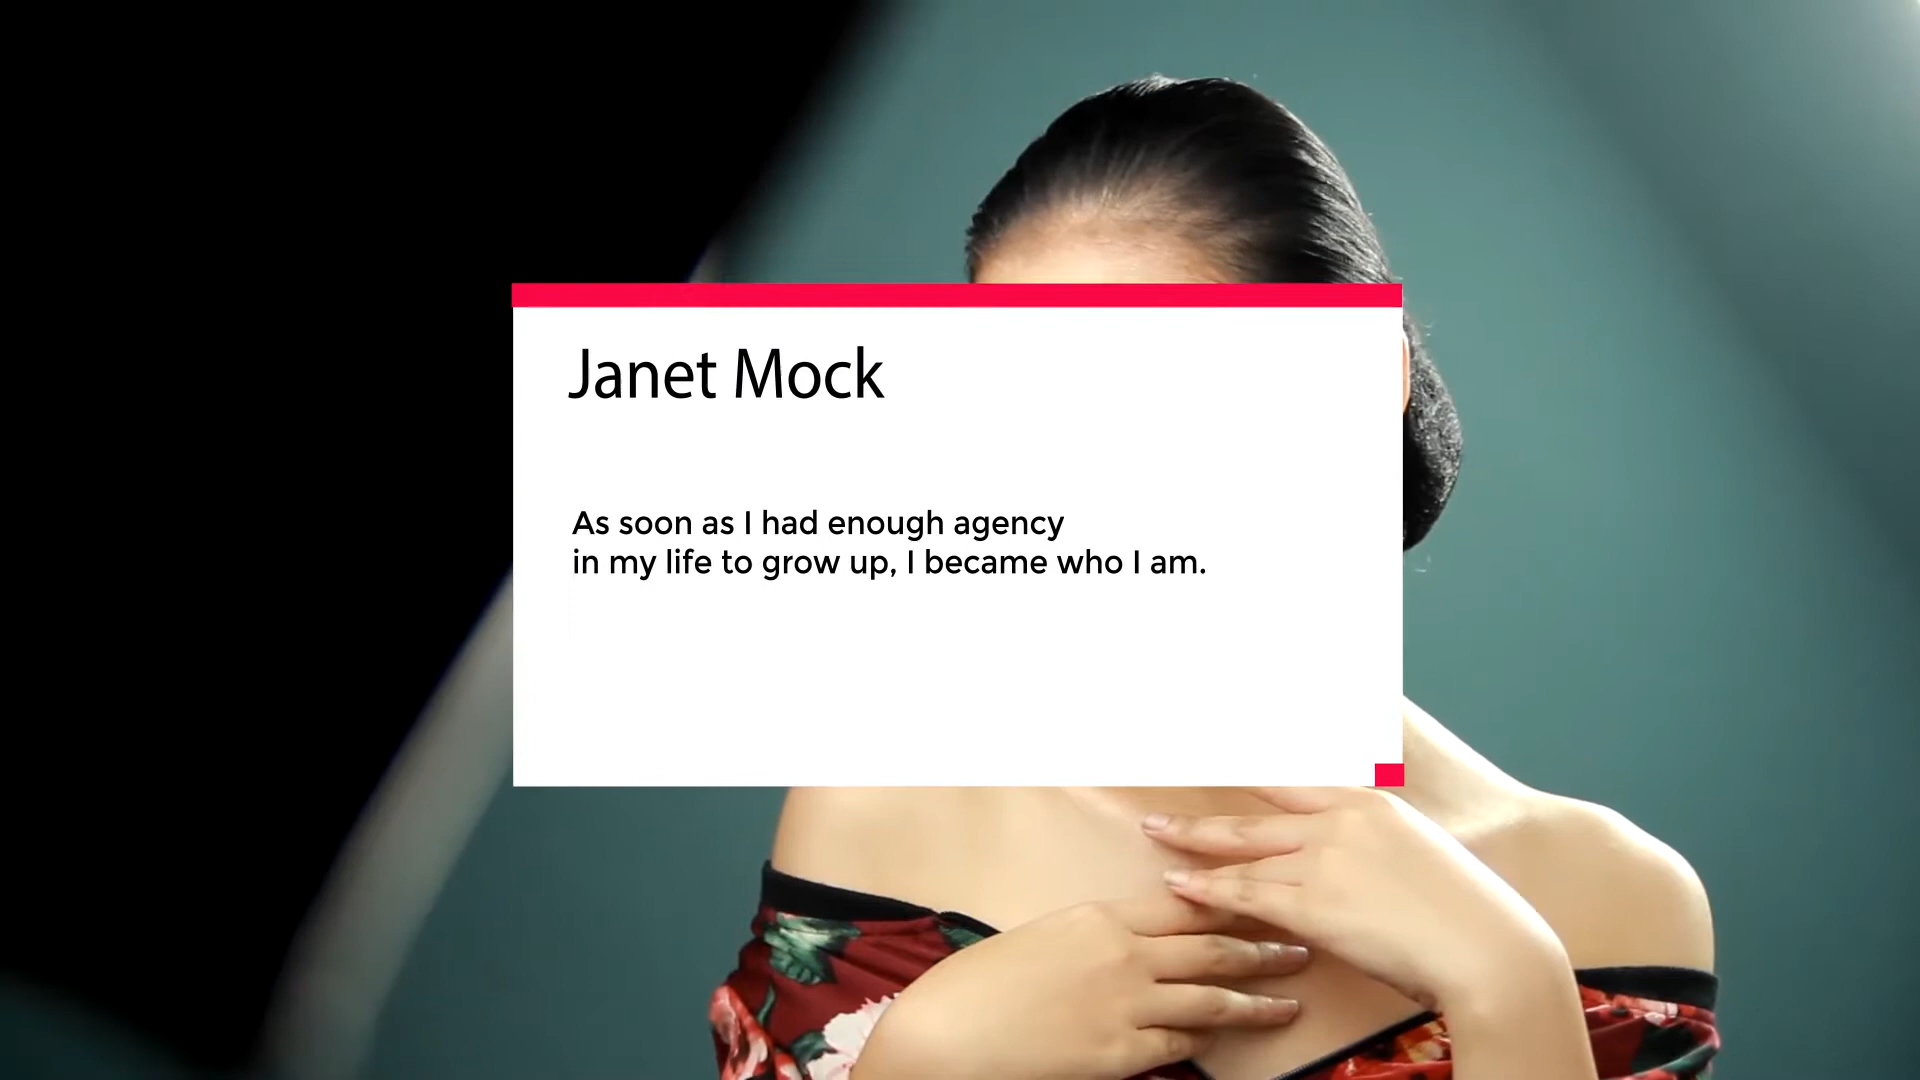 Janet Mock
As soon as I had enough agency
in my life to grow up, I became who I am.